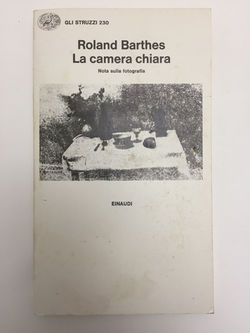 GLI STRUZZI 230
Roland Barthes
La camera chiara
Nota sulla fotografia
EINAUDI